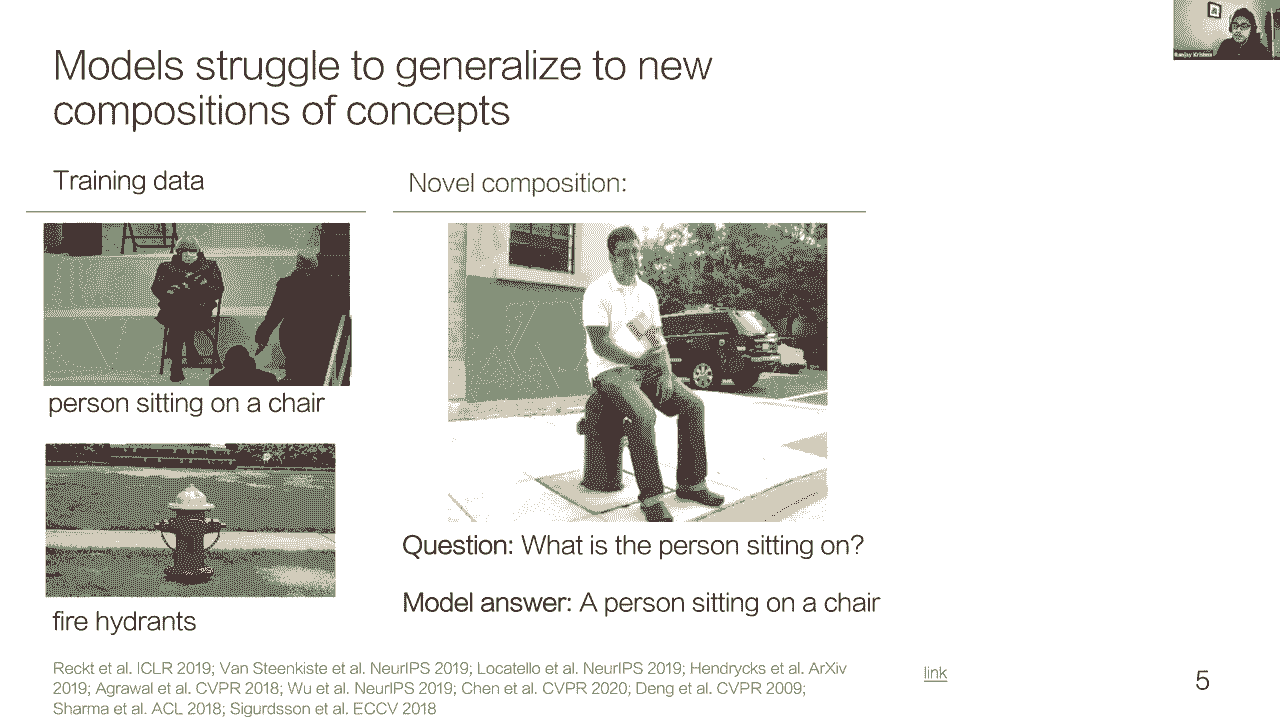 Models struggle to generalize to new
compositions of concepts
Training data
Novel composition:
person sitting on a chair
fire hydrants
Question: What is the person sitting on?
Model answer: A person sitting on a chair
Reckt et al. ICLR 2019; Van Steenkiste et al. NeurIPS 2019; Locatello et al. NeurIPS 2019; Hendrycks et al. ArXiv
2019; Agrawal et al. CVPR 2018; Wu et al. NeurIPS 2019; Chen et al. CVPR 2020; Deng et al. CVPR 2009;
Sharma et al. ACL 2018; Sigurdsson et al. ECCV 2018
link
5
Ranjay Krishna